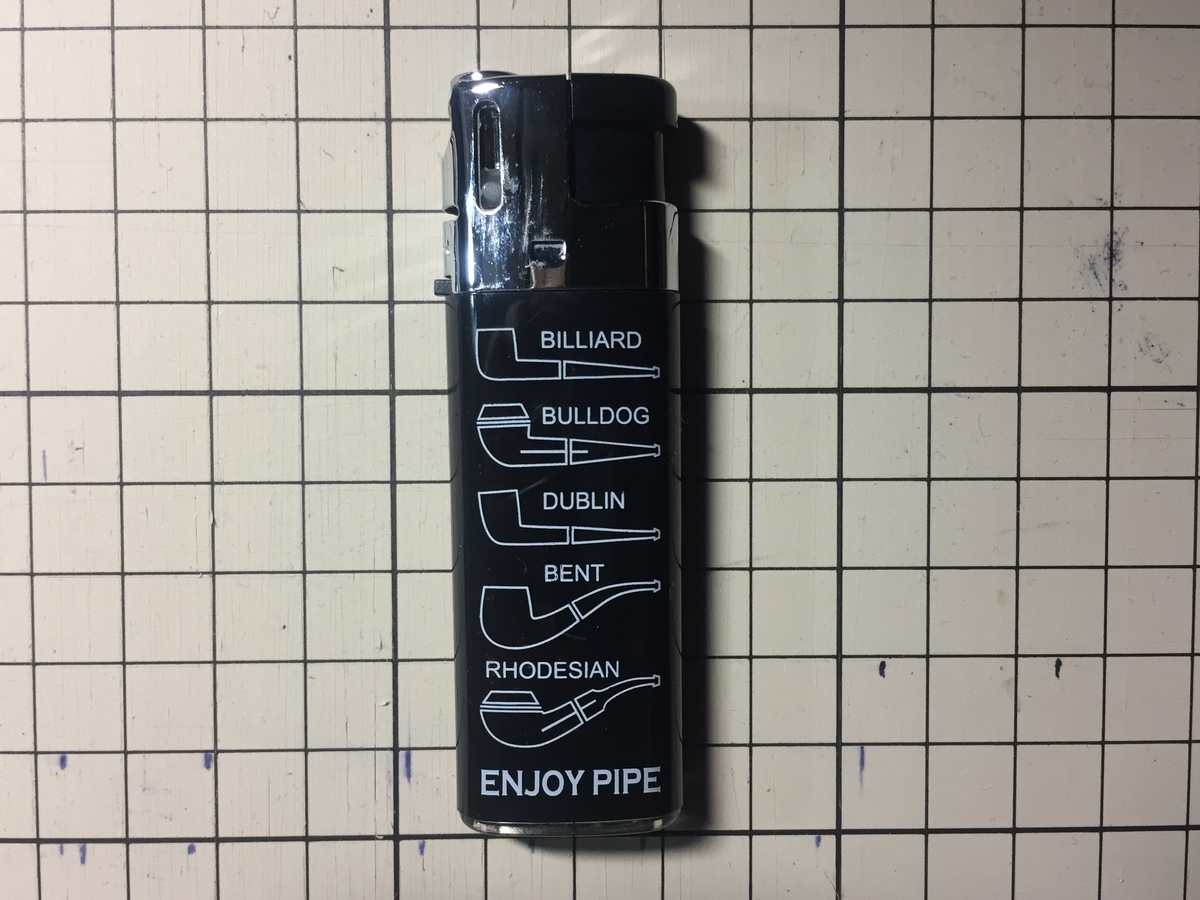 BILLIARD
BULLDOG
DUBLIN
BENT
RHODESIAN
ENJOY PIPE